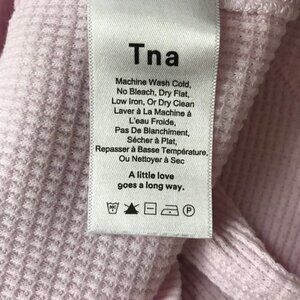 Tna
Machine Wash Cold,
No Bleach, Dry Flat,
Low Iron, Or Dry Clean
Laver à La Machine à
L'eau Froide,
Pas De Blanchiment,
Sécher à Plat,
Repasser à Basse Température,
Ou Nettoyer à Sec
A little love
goes a long way.